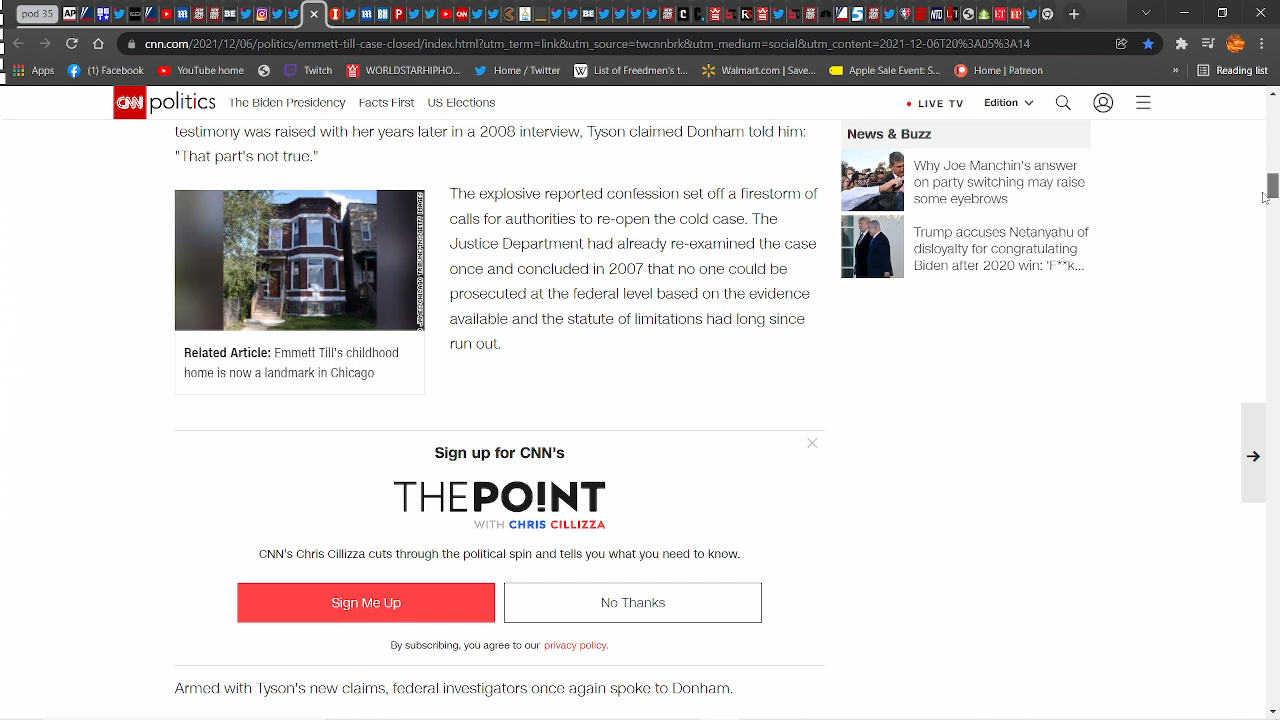 pod 35
cnn.com/2021/12/06/politics/emmett-till-case-closed/index.html?utm_term=link&utm_source=twcnnbrk&utm_medium=social&utm_content=2021-12-06T20%3A05%3A14
Apps (1) Facebook YouTube home Twitch WORLDSTARHIPHO... Home / Twitter List of Freedmen's t... Walmart.com | Save... Apple Sale Event S... Home | Patreon » Reading list
CNN politics The Biden Presidency Facts First US Elections LIVE TV Edition
testimony was raised with her years later in a 2008 interview, Tyson claimed Donham told him:
"That part's not true."
The explosive reported confession set off a firestorm of
calls for authorities to re-open the cold case. The
Justice Department had already re-examined the case
once and concluded in 2007 that no one could be
prosecuted at the federal level based on the evidence
available and the statute of limitations had long since
run out.
Related Article: Emmett Till's childhood
home is now a landmark in Chicago
News & Buzz
Why Joe Manchin's answer
on party switching may raise
some eyebrows
Trump accuses Netanyahu of
disloyalty for congratulating
Biden after 2020 win: 'F**k...
Sign up for CNN's
THE PO!NT
WITH CHRIS CILLIZZA
CNN's Chris Cillizza cuts through the political spin and tells you what you need to know.
Sign Me Up No Thanks
By subscribing, you agree to our privacy policy.
Armed with Tyson's new claims, federal investigators once again spoke to Donham.